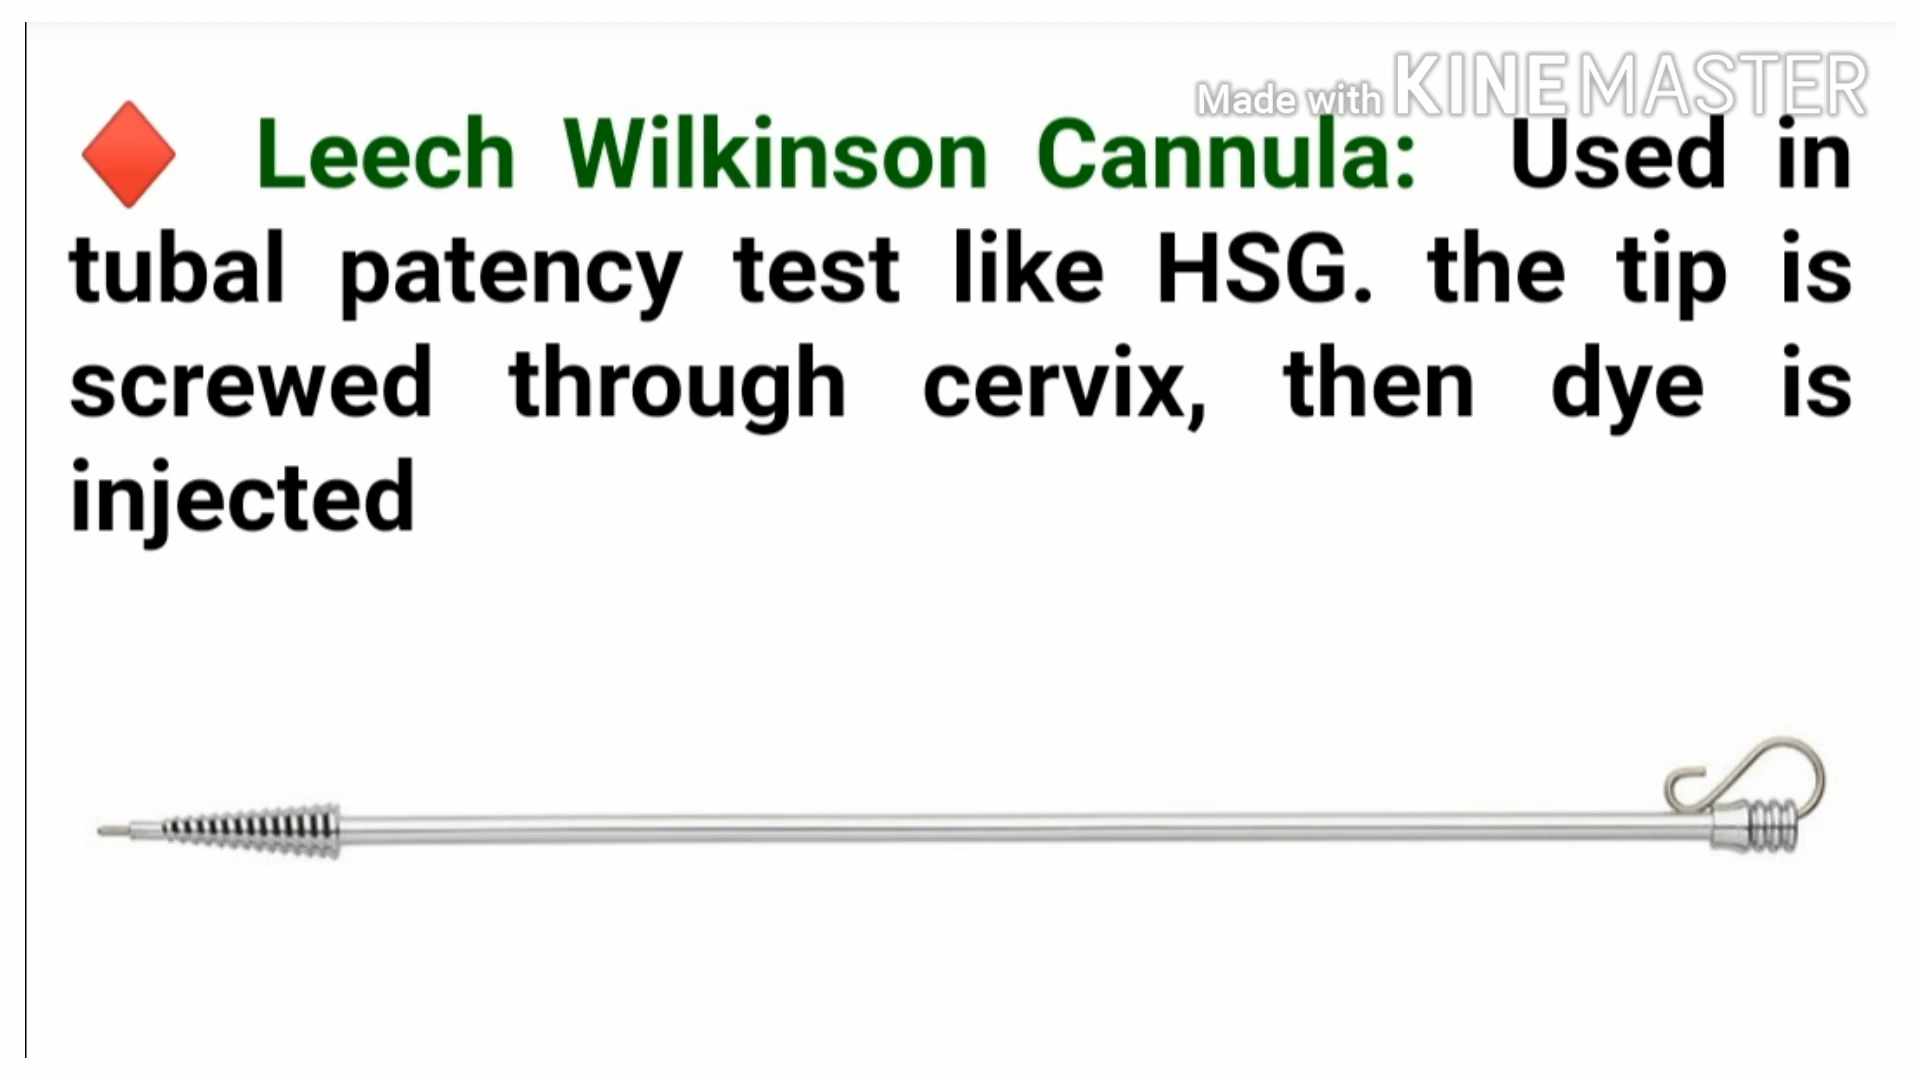 Made with KINEMASTER
♦ Leech Wilkinson Cannula: Used in
tubal patency test like HSG. the tip is
screwed through cervix, then dye is
injected